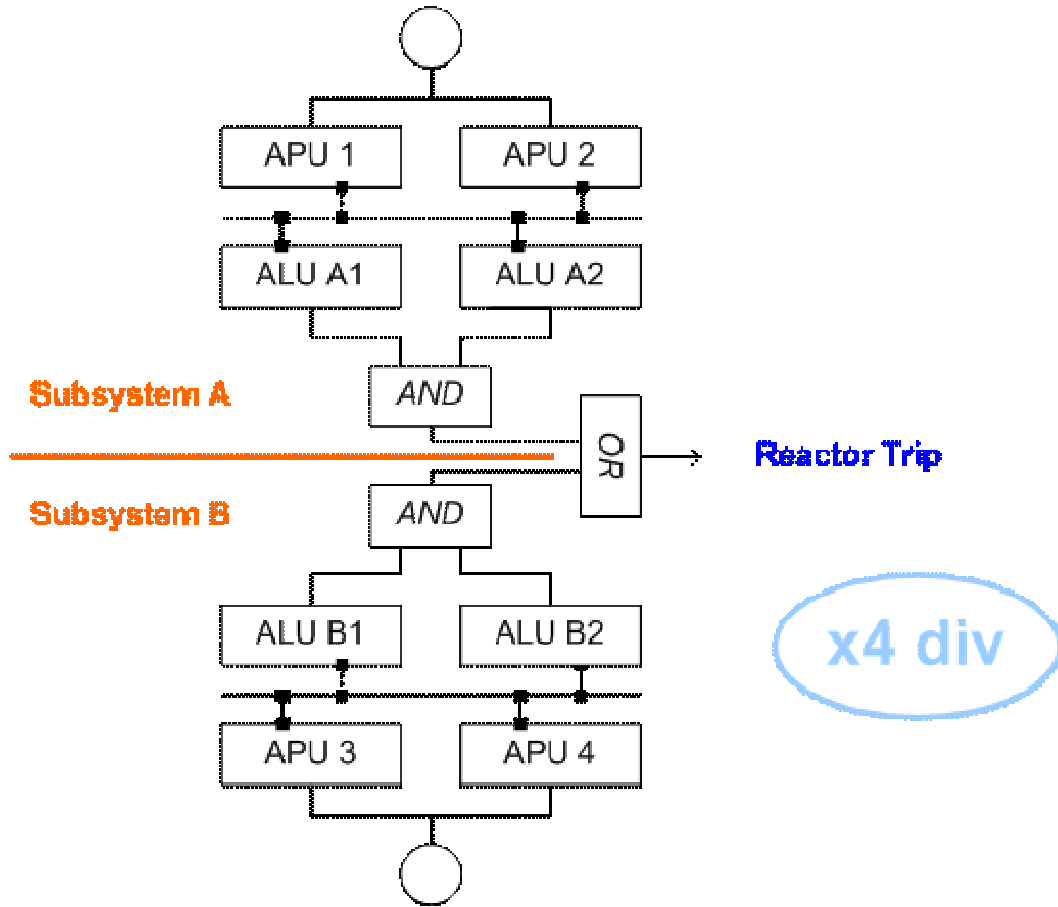 APU 1
APU 2
ALU A1
ALU A2
AND
Subsystem A
OR
Reactor Trip
Subsystem B
AND
ALU B1
ALU B2
x4 div
APU 3
APU 4